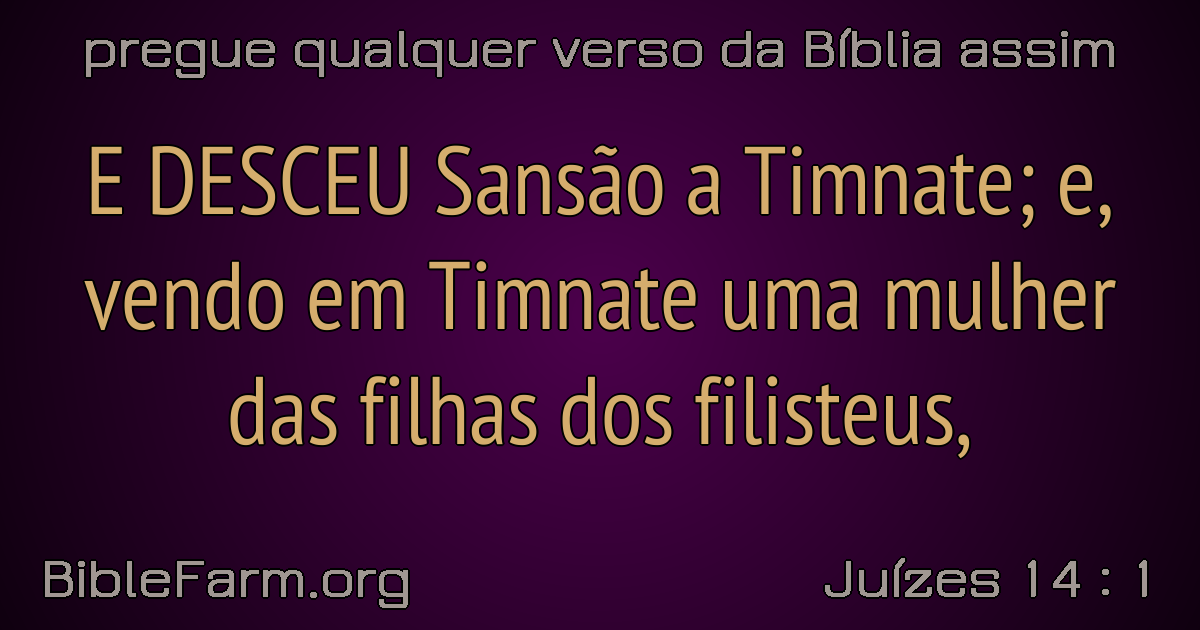 pregue qualquer verso da Bíblia assim
E DESCEU Sansão a Timnate; e,
vendo em Timnate uma mulher
das filhas dos filisteus,
BibleFarm.org
Juízes 14 : 1